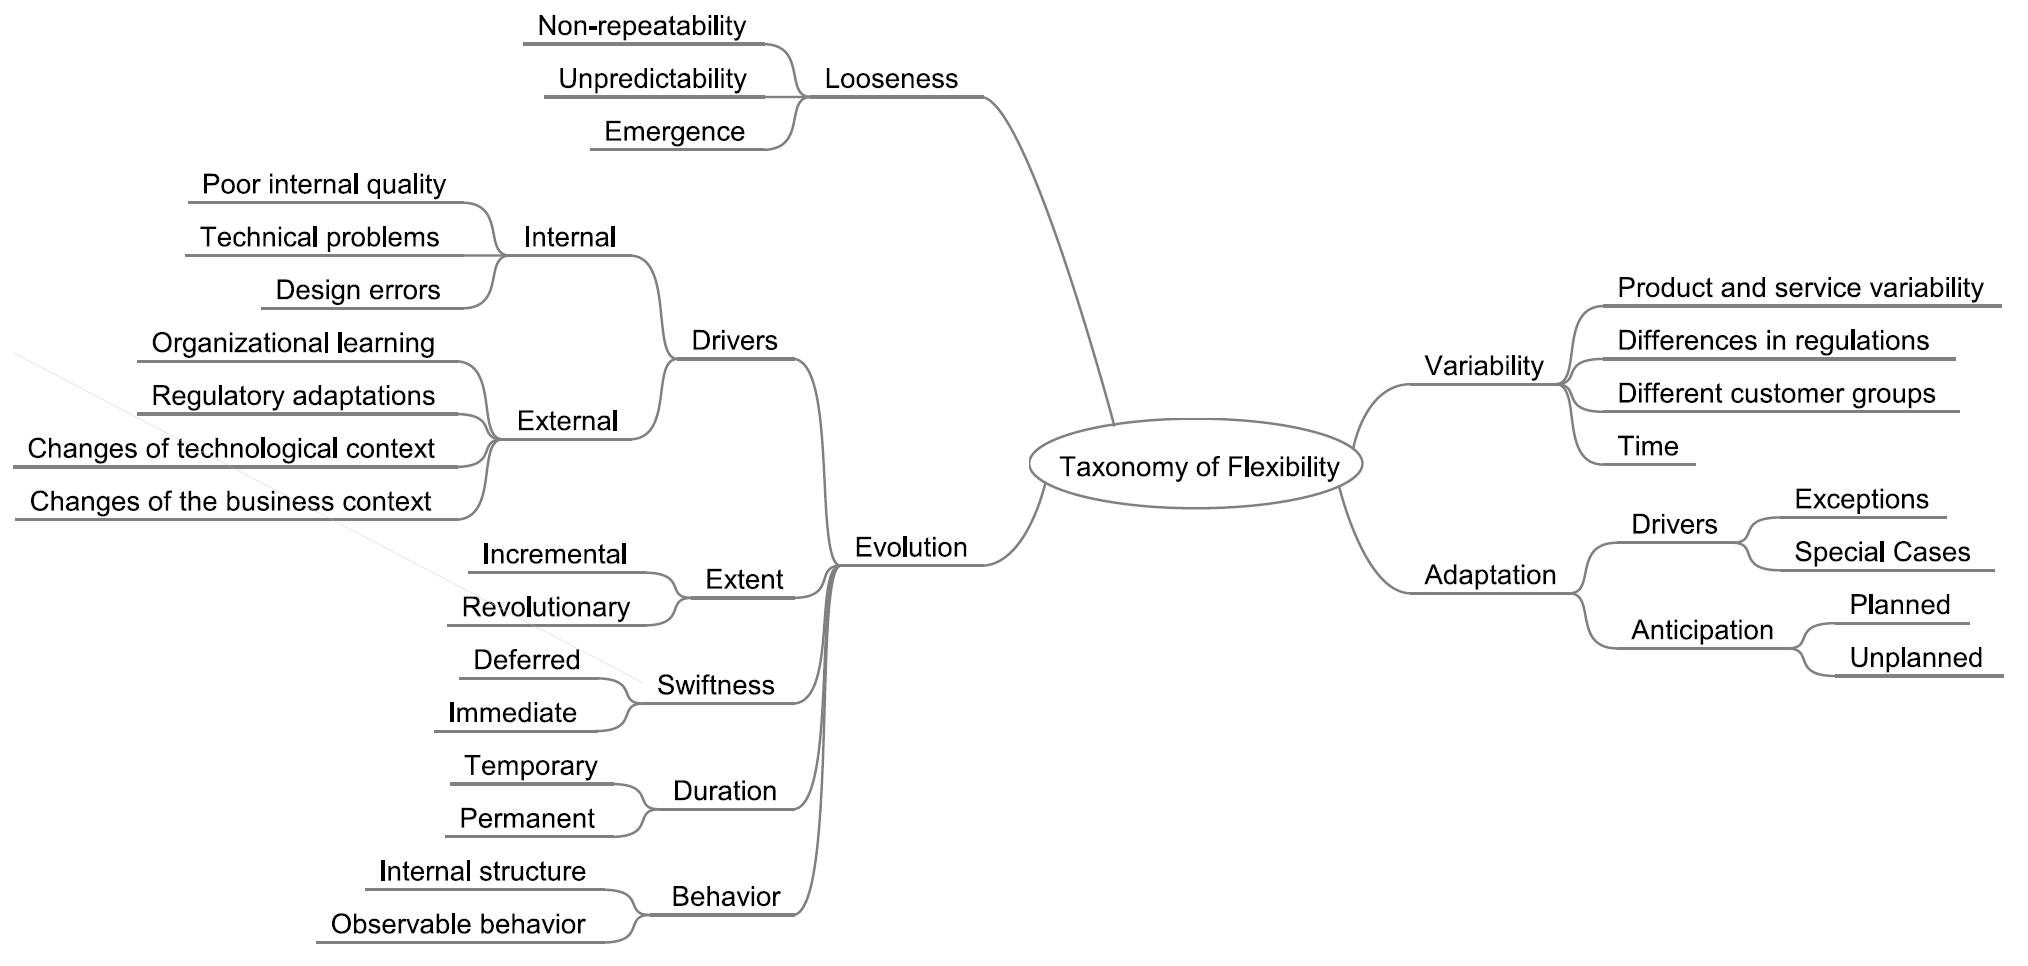 Non-repeatability
Unpredictability
Looseness
Emergence
Poor internal quality
Technical problems
Internal
Design errors
Organizational learning
Drivers
Regulatory adaptations
External
Changes of technological context
Changes of the business context
Evolution
Incremental
Extent
Revolutionary
Deferred
Swiftness
Immediate
Temporary
Duration
Permanent
Internal structure
Behavior
Observable behavior
Taxonomy of Flexibility
Product and service variability
Differences in regulations
Variability
Different customer groups
Time
Exceptions
Drivers
Special Cases
Adaptation
Planned
Anticipation
Unplanned